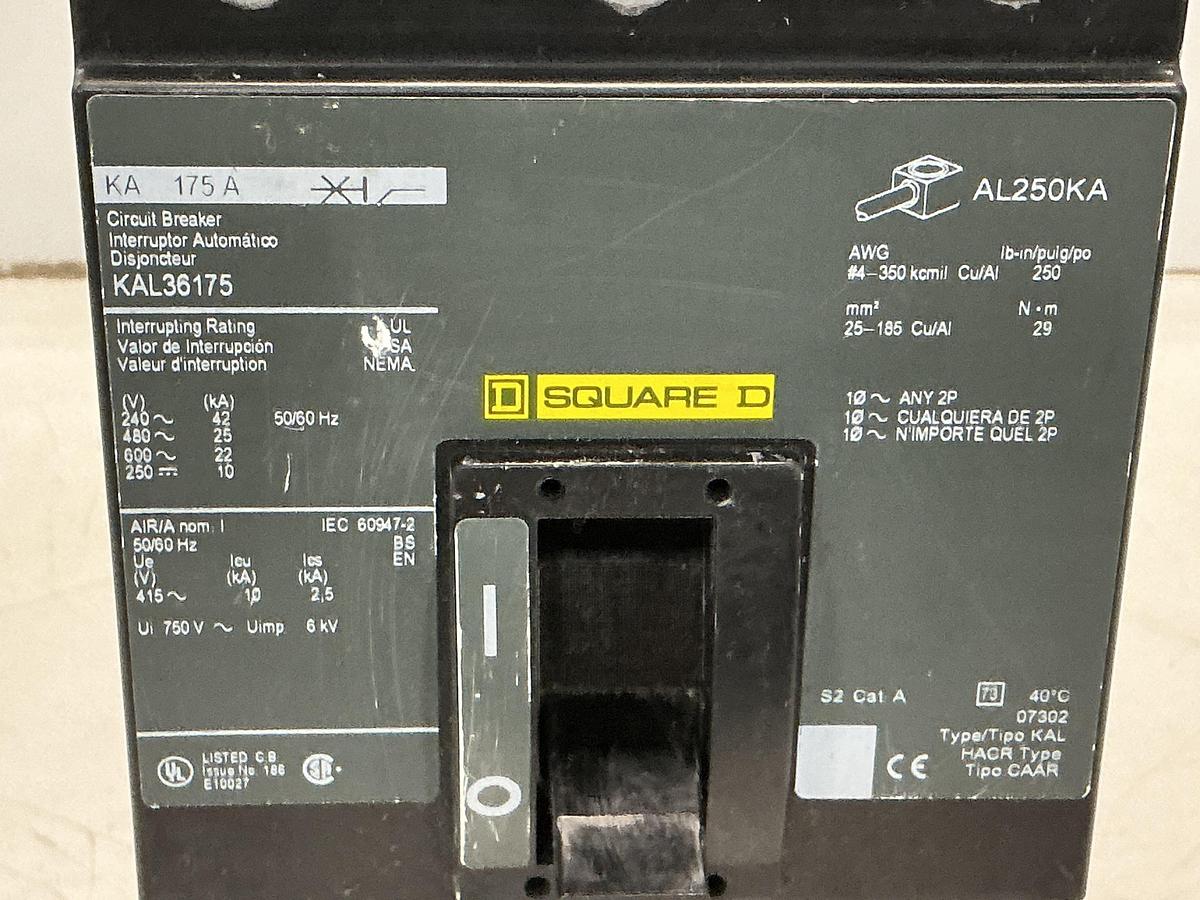 KA 175 A
Circuit Breaker
Interruptor Automático
Disjoncteur
KAL36175
Interrupting Rating UL
Valor de Interrupción
Valeur d'interruption NEMA
(V) (kA)
240 ~ 42 50/60 Hz
480 ~ 25
600 ~ 22
250 ⎓ 10
AIR/A nom. I IEC 60947-2
50/60 Hz BS
Ue Icu Ics EN
(V) (kA) (kA)
415 ~ 10 2,5
Ui 750 V ~ Uimp 6 kV
UL LISTED C.B.
Issue No. 186
E10027
SQUARE D
I
O
AL250KA
AWG lb-in/pulg/po
#4-350 kcmil Cu/Al 250
mm² N•m
25-185 Cu/Al 29
1Ø ~ ANY 2P
1Ø ~ CUALQUIERA DE 2P
1Ø ~ N'IMPORTE QUEL 2P
S2 Cat A 40°C
07302
Type/Tipo KAL
HACR Type
CE Tipo CAAR